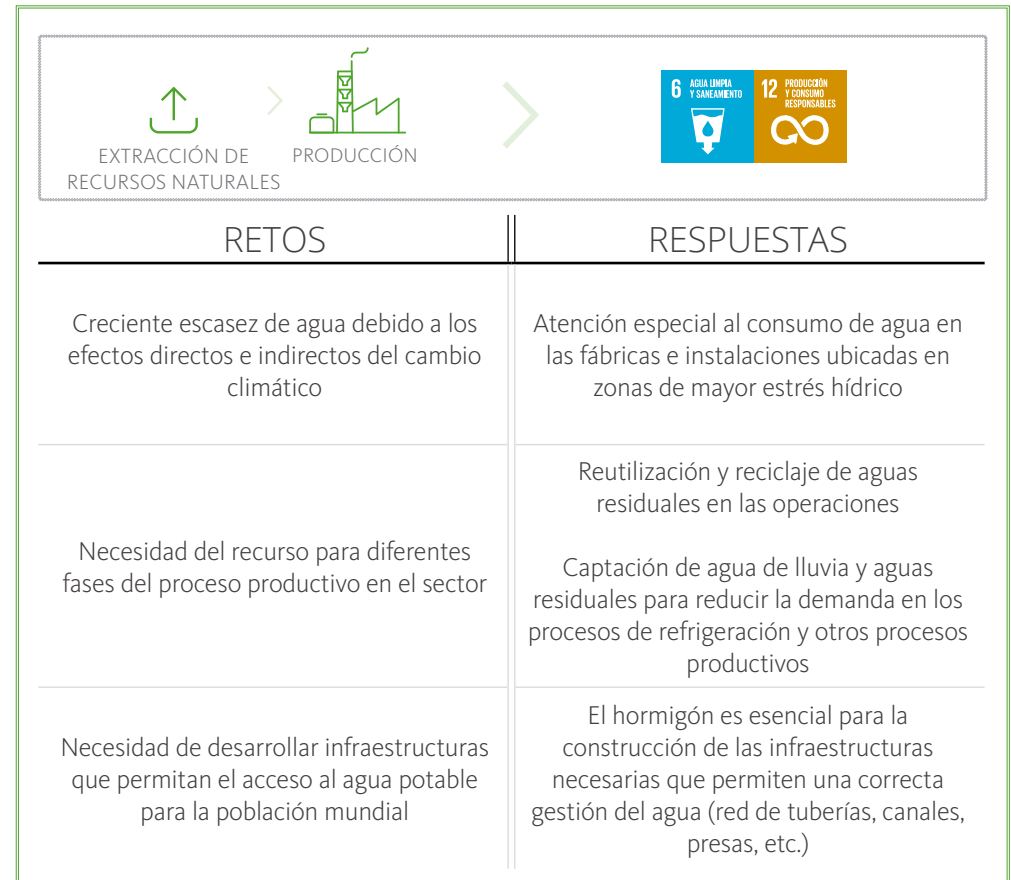 EXTRACCIÓN DE
RECURSOS NATURALES
PRODUCCIÓN
6 AGUA LIMPIA
Y SANEAMIENTO
12 PRODUCCIÓN
Y CONSUMO
RESPONSABLES
RETOS
RESPUESTAS
Creciente escasez de agua debido a los
efectos directos e indirectos del cambio
climático
Atención especial al consumo de agua en
las fábricas e instalaciones ubicadas en
zonas de mayor estrés hídrico
Necesidad del recurso para diferentes
fases del proceso productivo en el sector
Reutilización y reciclaje de aguas
residuales en las operaciones
Captación de agua de lluvia y aguas
residuales para reducir la demanda en los
procesos de refrigeración y otros procesos
productivos
Necesidad de desarrollar infraestructuras
que permitan el acceso al agua potable
para la población mundial
El hormigón es esencial para la
construcción de las infraestructuras
necesarias que permiten una correcta
gestión del agua (red de tuberías, canales,
presas, etc.)